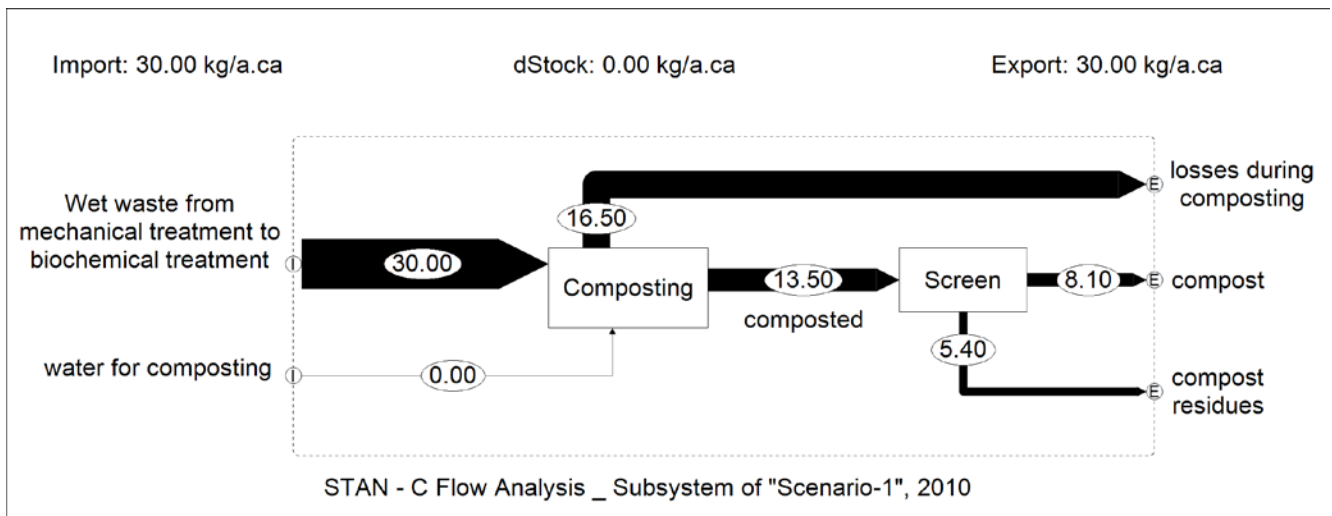 Import: 30.00 kg/a.ca
dStock: 0.00 kg/a.ca
Export: 30.00 kg/a.ca
Wet waste from
mechanical treatment to
biochemical treatment
I
30.00
16.50
E
losses during
composting
Composting
13.50
composted
Screen
8.10
E
compost
5.40
water for composting
I
0.00
E
compost
residues
STAN - C Flow Analysis _ Subsystem of "Scenario-1", 2010